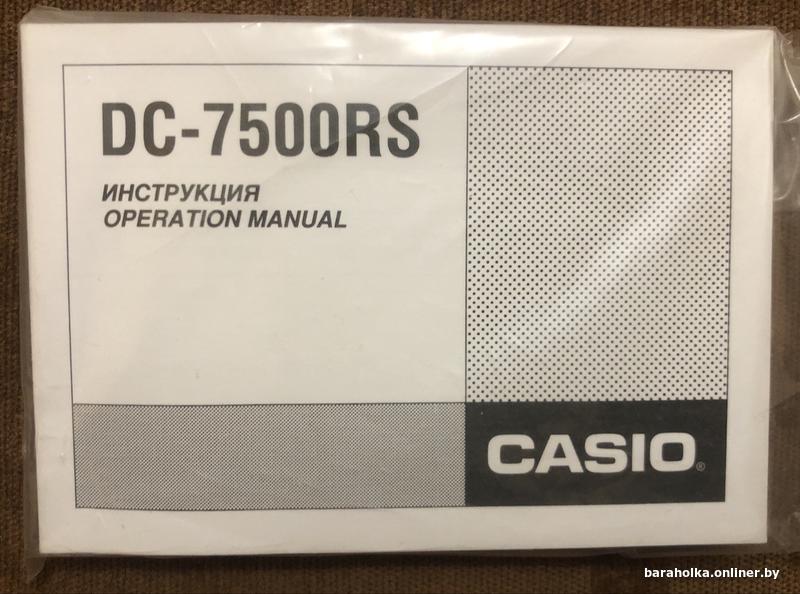 DC-7500RS
ИНСТРУКЦИЯ
OPERATION MANUAL
CASIO®
baraholka.onliner.by